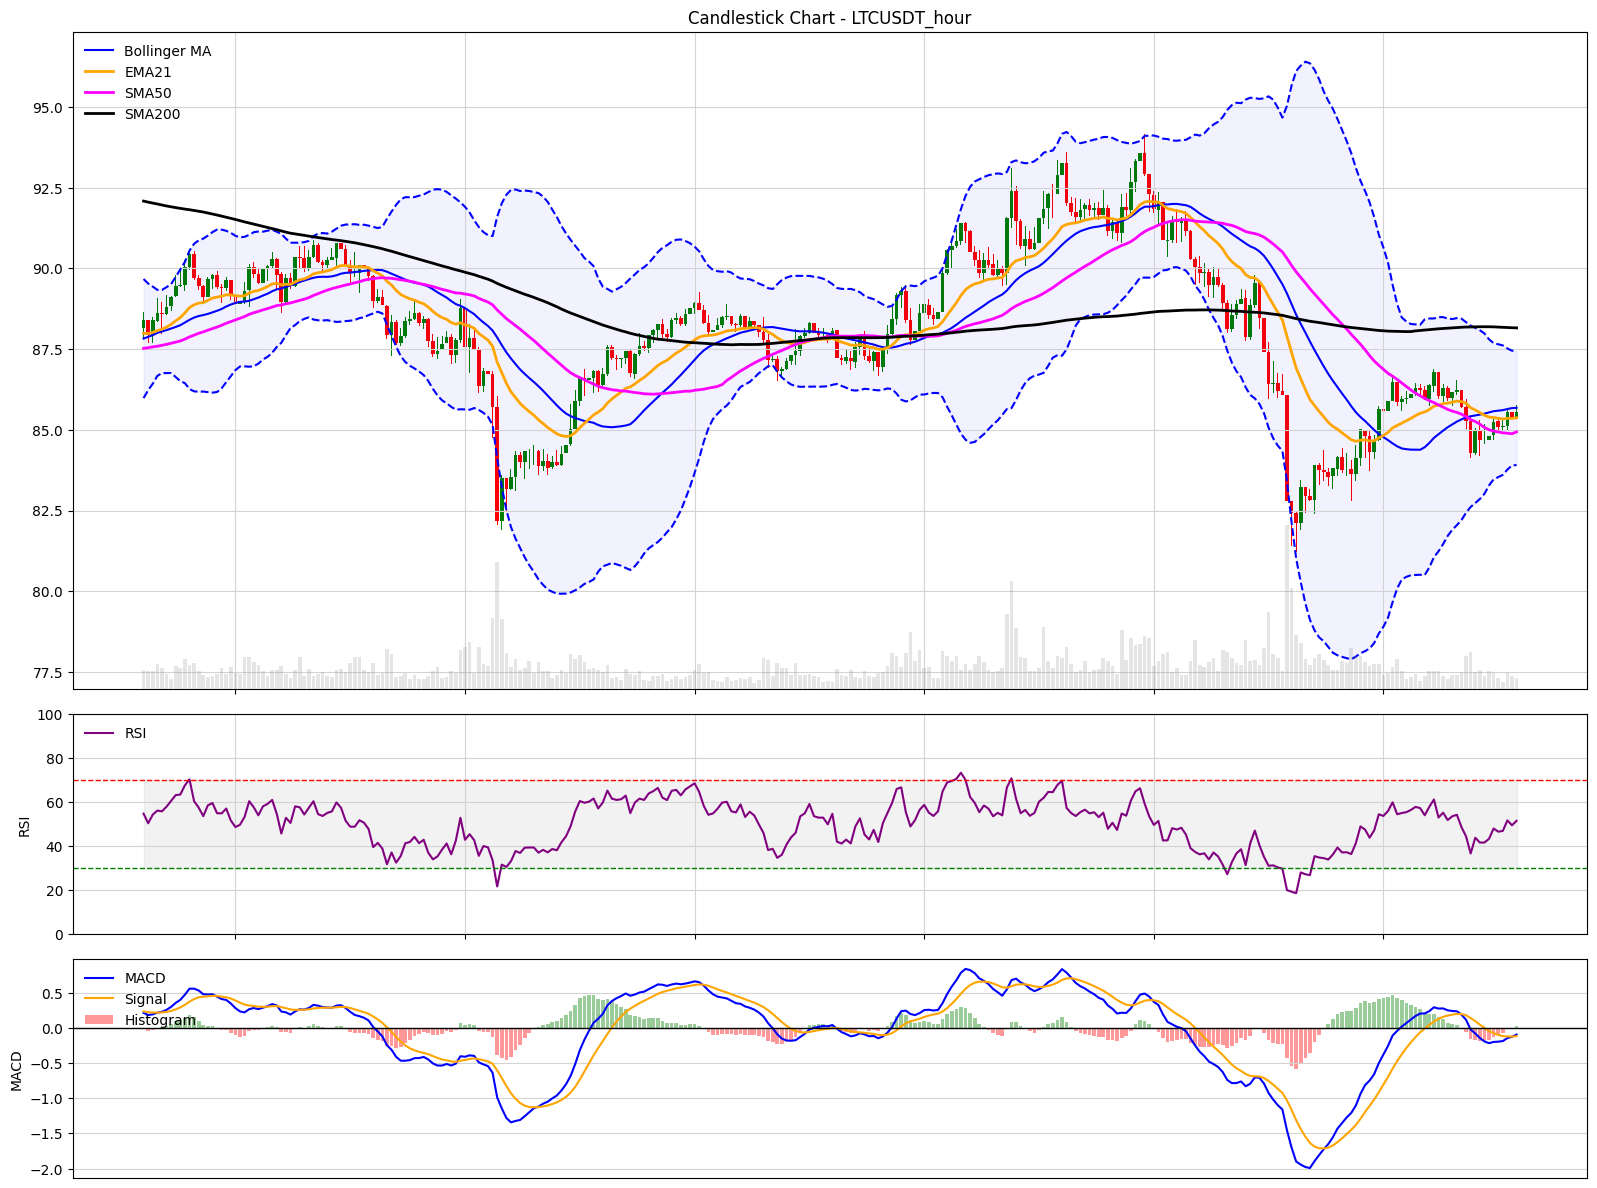 Candlestick Chart - LTCUSDT_hour
Bollinger MA
EMA21
SMA50
SMA200
95.0
92.5
90.0
87.5
85.0
82.5
80.0
77.5
100
RSI
80
60
RSI
40
20
0
MACD
0.5
Signal
Histogram
0.0
MACD
−0.5
−1.0
−1.5
−2.0